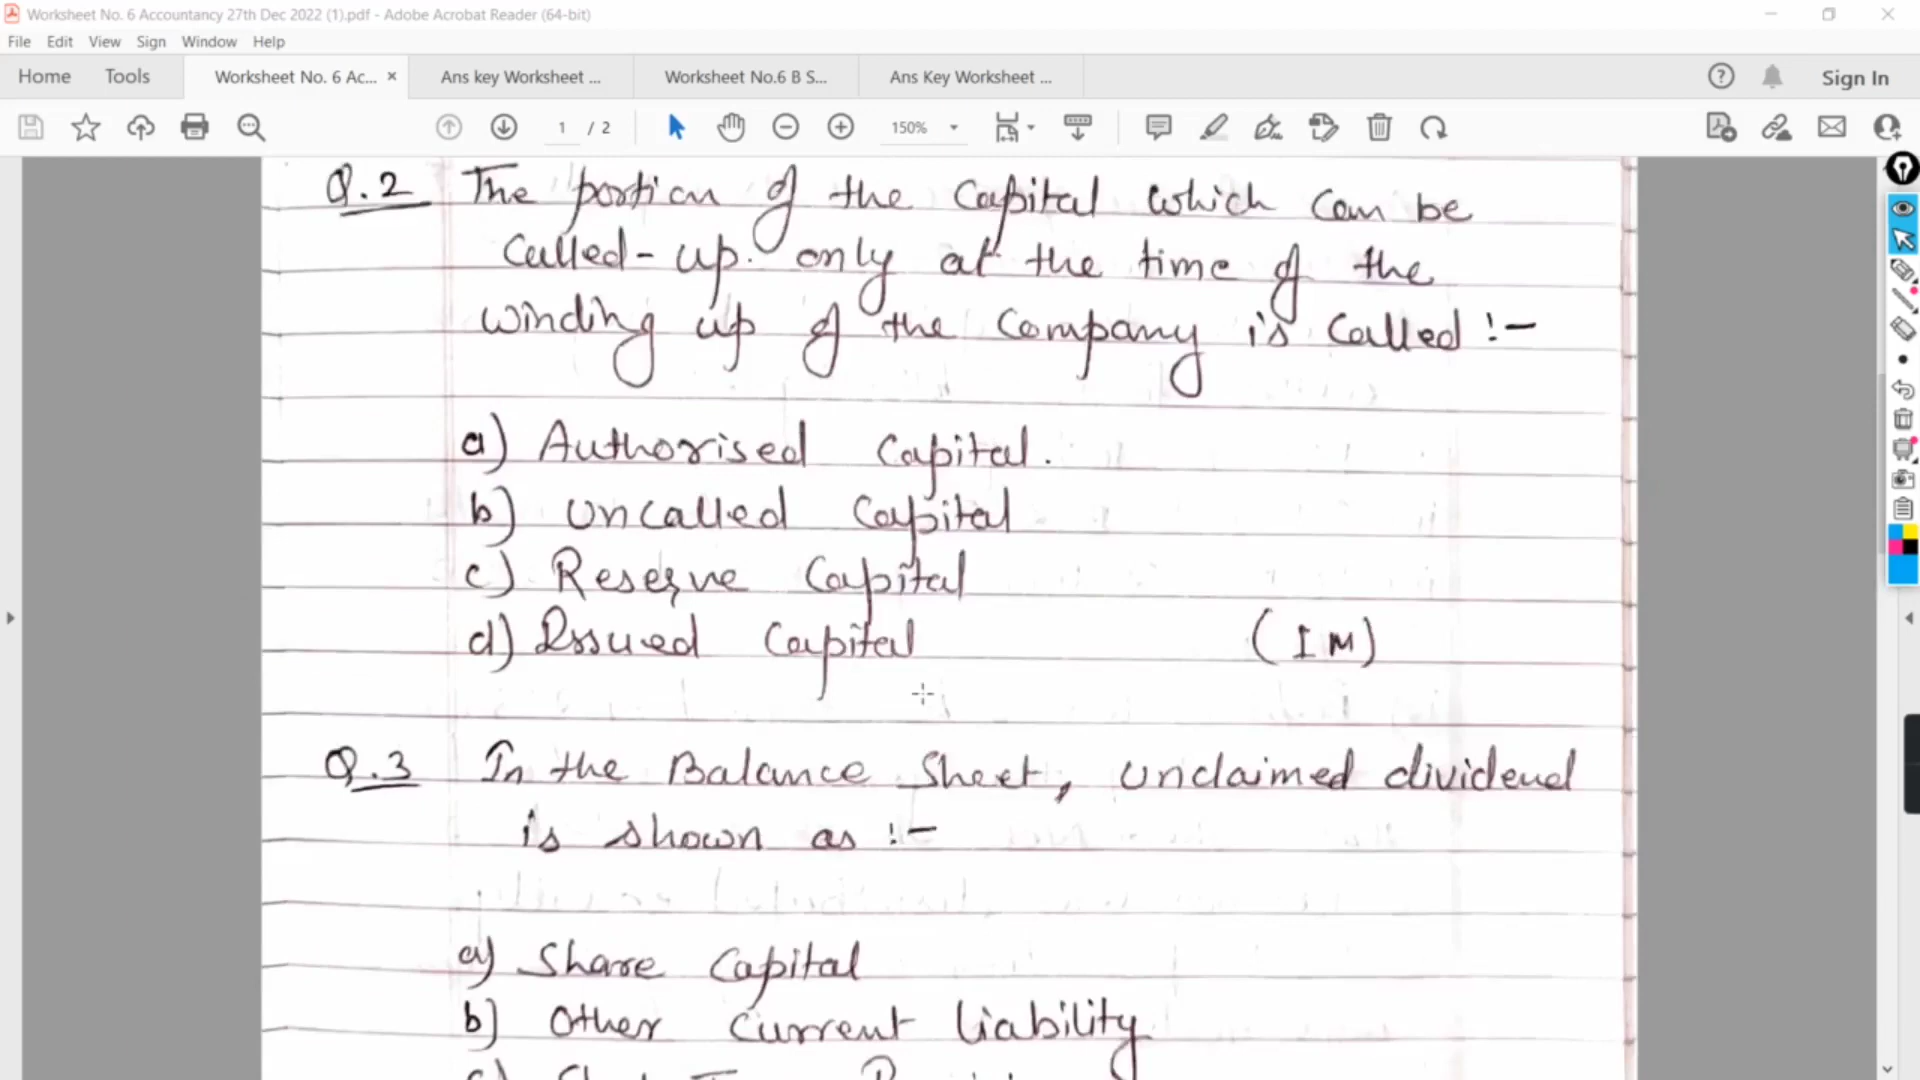 Worksheet No. 6 Accountancy 27th Dec 2022 (1).pdf - Adobe Acrobat Reader (64-bit)
File Edit View Sign Window Help
Home Tools Worksheet No. 6 Ac... × Ans key Worksheet ... Worksheet No.6 B S... Ans Key Worksheet ... Sign In
1 / 2 150%
Q.2 The portion of the Capital which can be
Called-up only at the time of the
winding up of the Company is Called :-
a) Authorised Capital.
b) Uncalled Capital
c) Reserve Capital
d) Issued Capital (1M)
Q.3 In the Balance Sheet, unclaimed dividend
is shown as :-
a) Share Capital
b) Other Current liability